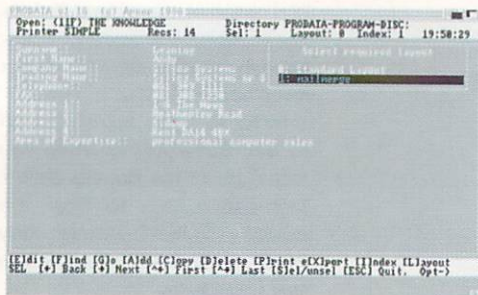 PRODATA v1.16 (c) Arnor 1990
Open: (1IF) THE KNOWLEDGE Directory PRODATA-PROGRAM-DISC:
Printer SIMPLE Recs: 14 Sel: 1 Layout: 0 Index: 1 19:50:29
Select required layout
Surname :: Leaning
0: Standard Layout
First Name:: Andy
1: mailmerge
Company Name::
Trading Name::
Telephone::
Address 1:: The Mews
Address 2:: Road
Address 3::
Address 4:: Kent DA14
Area of Expertise:: professional computer sales
[E]dit [F]ind [G]o [A]dd [C]opy [D]elete [P]rint e[X]port [I]ndex [L]ayout
SEL [+] Back [+] Next [^+] First [^+] Last [S]el/unsel [ESC] Quit. Opt->